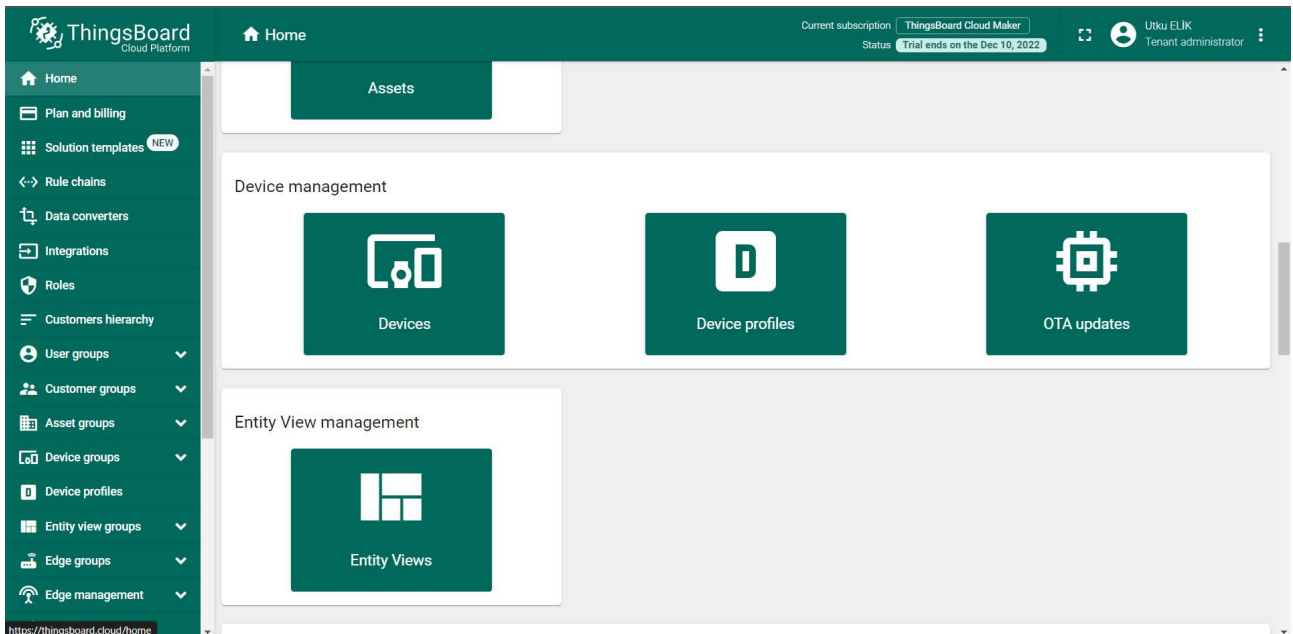 ThingsBoard
Cloud Platform
Home
Current subscription ThingsBoard Cloud Maker
Status Trial ends on the Dec 10, 2022
Utku ELİK
Tenant administrator
Home
Plan and billing
Solution templates NEW
Rule chains
Data converters
Integrations
Roles
Customers hierarchy
User groups
Customer groups
Asset groups
Device groups
D Device profiles
Entity view groups
Edge groups
Edge management
https://thingsboard.cloud/home
Assets
Device management
D
Devices
Device profiles
OTA updates
Entity View management
Entity Views